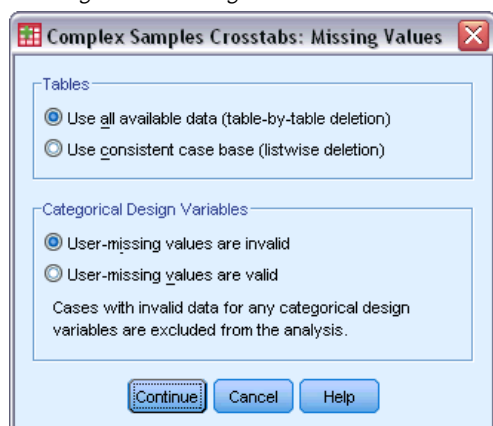 Complex Samples Crosstabs: Missing Values
Tables
Use all available data (table-by-table deletion)
Use consistent case base (listwise deletion)
Categorical Design Variables
User-missing values are invalid
User-missing values are valid
Cases with invalid data for any categorical design
variables are excluded from the analysis.
Continue Cancel Help